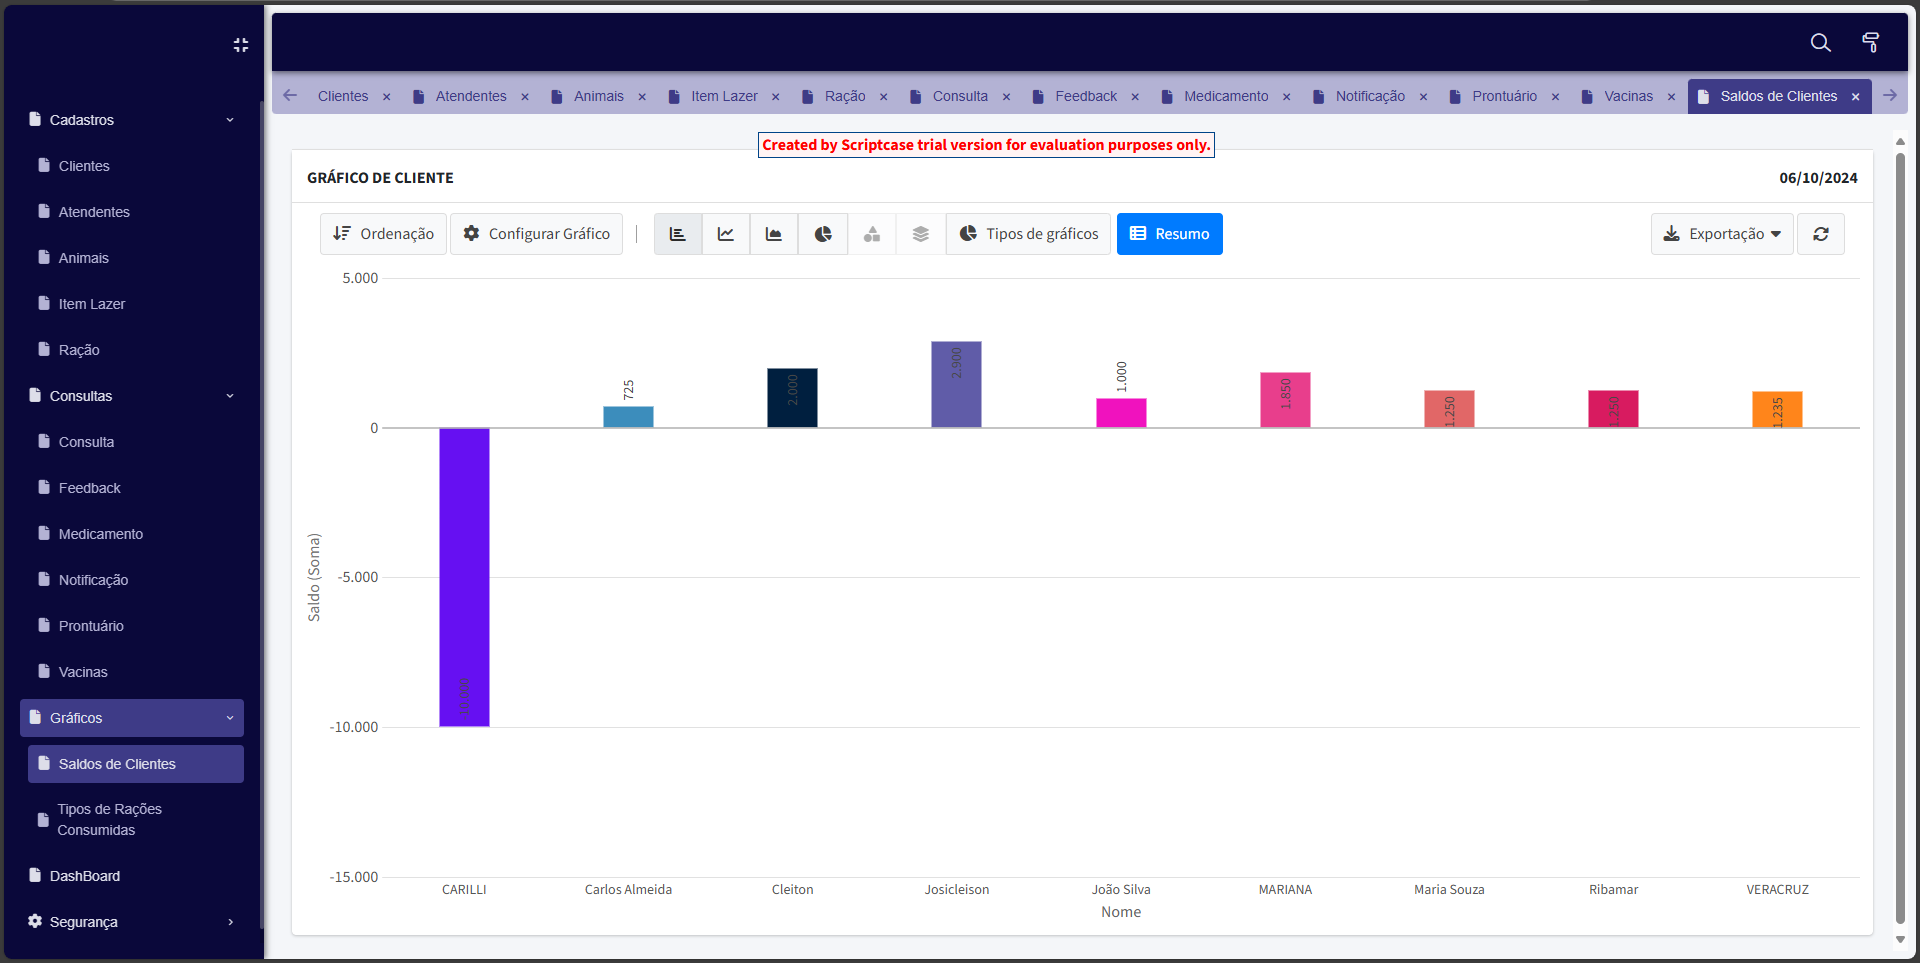 Clientes
Atendentes
Animais
Item Lazer
Ração
Consulta
Feedback
Medicamento
Notificação
Prontuário
Vacinas
Saldos de Clientes
Cadastros
Clientes
Atendentes
Animais
Item Lazer
Ração
Consultas
Consulta
Feedback
Medicamento
Notificação
Prontuário
Vacinas
Gráficos
Saldos de Clientes
Tipos de Rações
Consumidas
DashBoard
Segurança
Created by Scriptcase trial version for evaluation purposes only.
GRÁFICO DE CLIENTE
06/10/2024
Ordenação
Configurar Gráfico
Tipos de gráficos
Resumo
Exportação
5.000
0
-5.000
-10.000
-15.000
Saldo (Soma)
725
2.000
2.900
1.000
1.850
1.250
1.250
1.235
CARILLI
Carlos Almeida
Cleiton
Josicleison
João Silva
MARIANA
Maria Souza
Ribamar
VERACRUZ
Nome